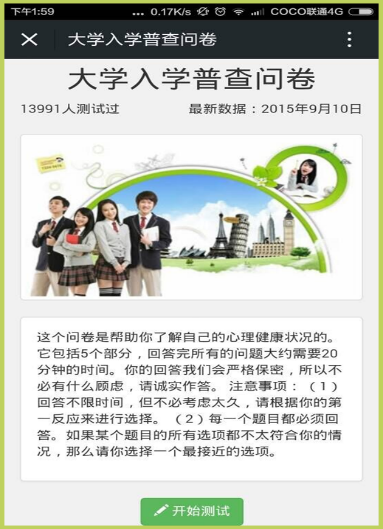 下午1:59 ... 0.17K/s COCO联通4G
大学入学普查问卷
大学入学普查问卷
13991人测试过 最新数据：2015年9月10日
这个问卷是帮助你了解自己的心理健康状况的。
它包括5个部分，回答完所有的问题大约需要20
分钟的时间。你的回答我们会严格保密，所以不
必有什么顾虑，请诚实作答。 注意事项：（1）
回答不限时间，但不必考虑太久，请根据你的第
一反应来进行选择。 （2）每一个题目都必须回
答。如果某个题目的所有选项都不太符合你的情
况，那么请你选择一个最接近的选项。
开始测试